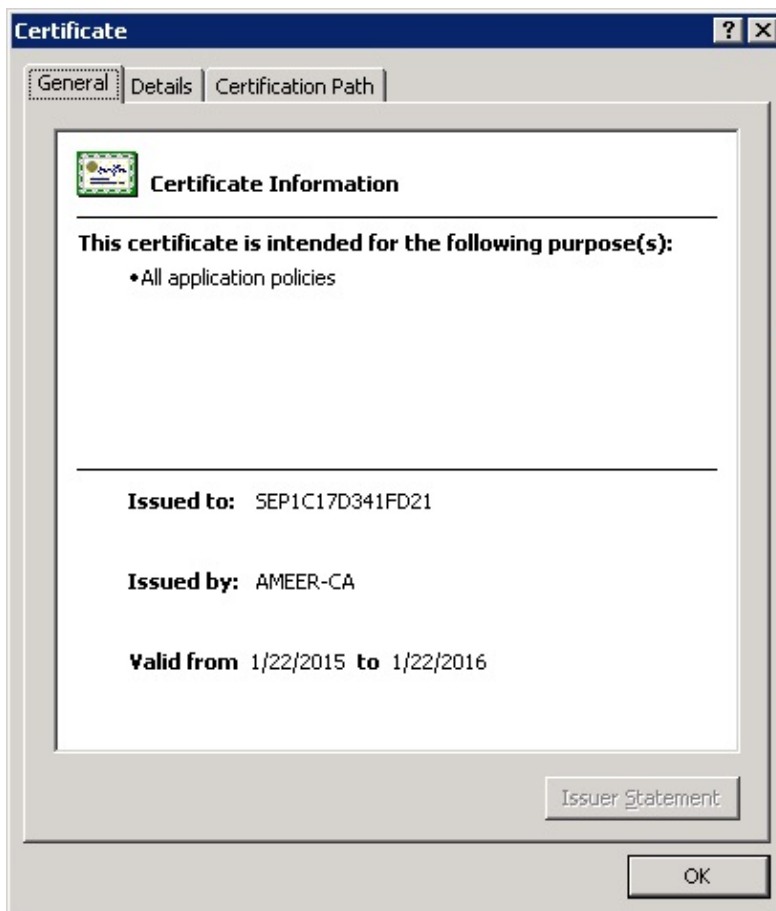 Certificate
General Details Certification Path
Certificate Information
This certificate is intended for the following purpose(s):
•All application policies
Issued to: SEP1C17D341FD21
Issued by: AMEER-CA
Valid from 1/22/2015 to 1/22/2016
Issuer Statement
OK